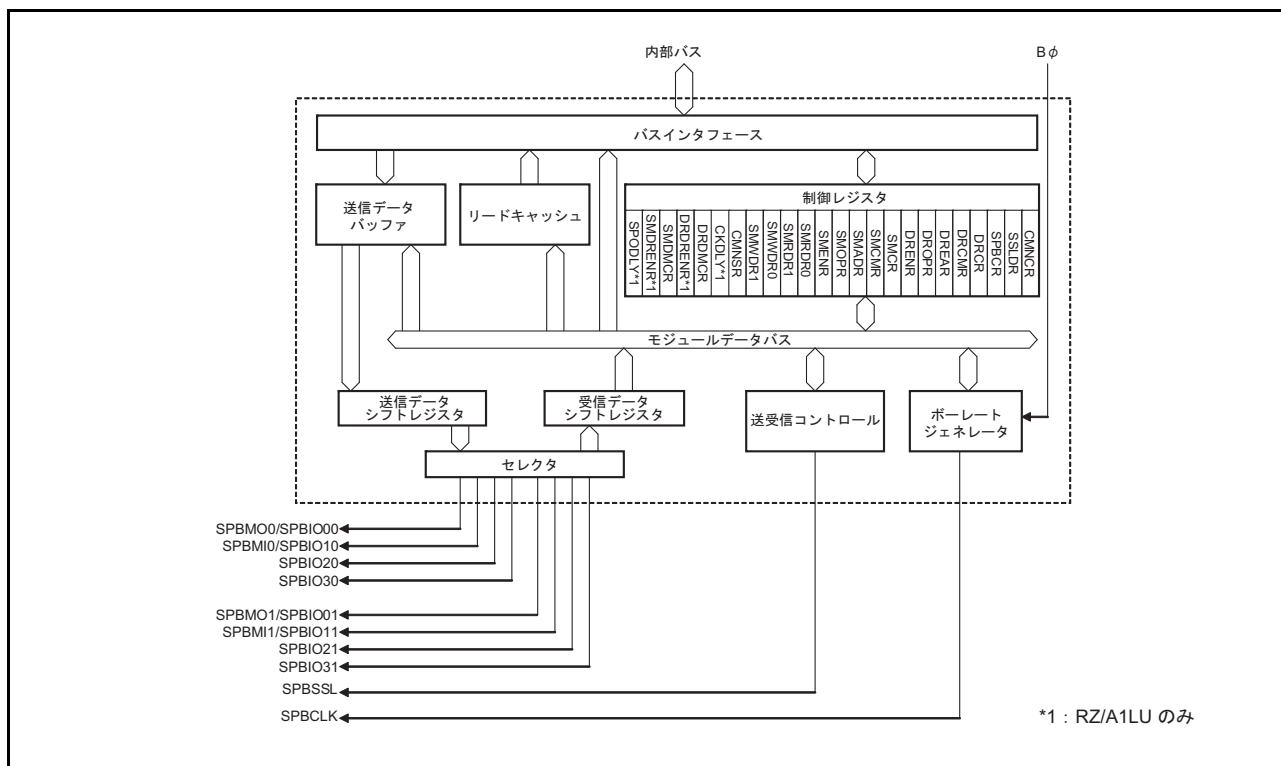 内部バス
Bφ
バスインタフェース
送信データ
バッファ
リードキャッシュ
制御レジスタ
SPODLY*1
SMDRENR*1
SMDMCR
DRDRENR*1
DRDMCR
CKDLY*1
CMNSR
SMWDR1
SMWDR0
SMRDR1
SMRDR0
SMENR
SMOPR
SMADR
SMCMR
SMCR
DRENR
DROPR
DREAR
DRCMR
DRCR
SPBCR
SSLDR
CMNCR
モジュールデータバス
送信データ
シフトレジスタ
受信データ
シフトレジスタ
送受信コントロール
ボーレート
ジェネレータ
セレクタ
SPBMO0/SPBIO00
SPBMI0/SPBIO10
SPBIO20
SPBIO30
SPBMO1/SPBIO01
SPBMI1/SPBIO11
SPBIO21
SPBIO31
SPBSSL
SPBCLK
*1：RZ/A1LU のみ